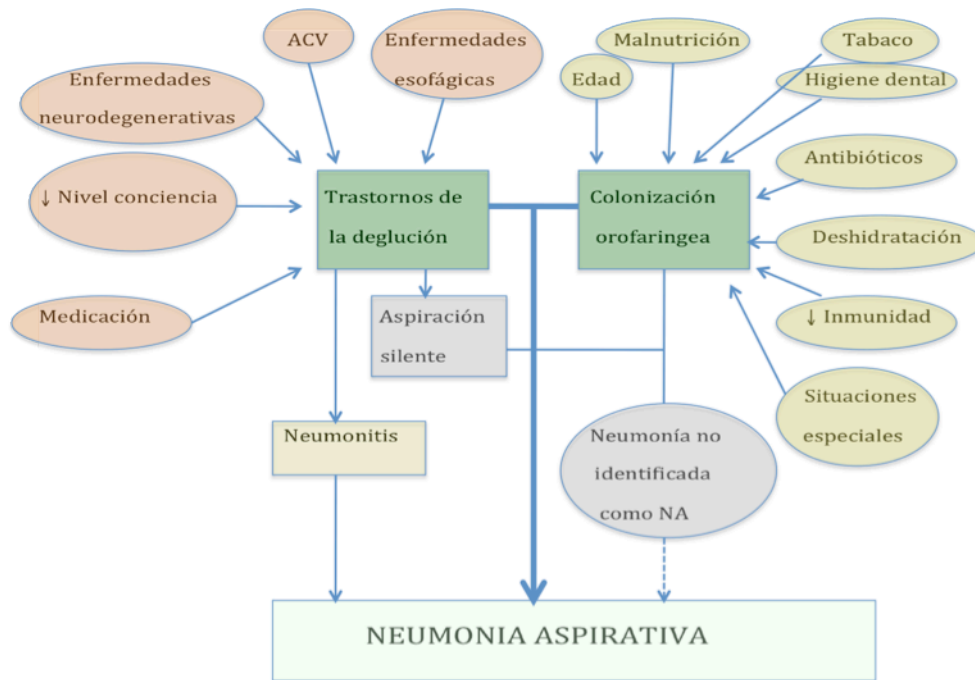 ACV
Enfermedades
esofágicas
Malnutrición
Tabaco
Enfermedades
neurodegenerativas
Edad
Higiene dental
Antibióticos
↓ Nivel conciencia
Trastornos de
la deglución
Colonización
orofaringea
Deshidratación
Medicación
Aspiración
silente
↓ Inmunidad
Situaciones
especiales
Neumonitis
Neumonía no
identificada
como NA
NEUMONIA ASPIRATIVA